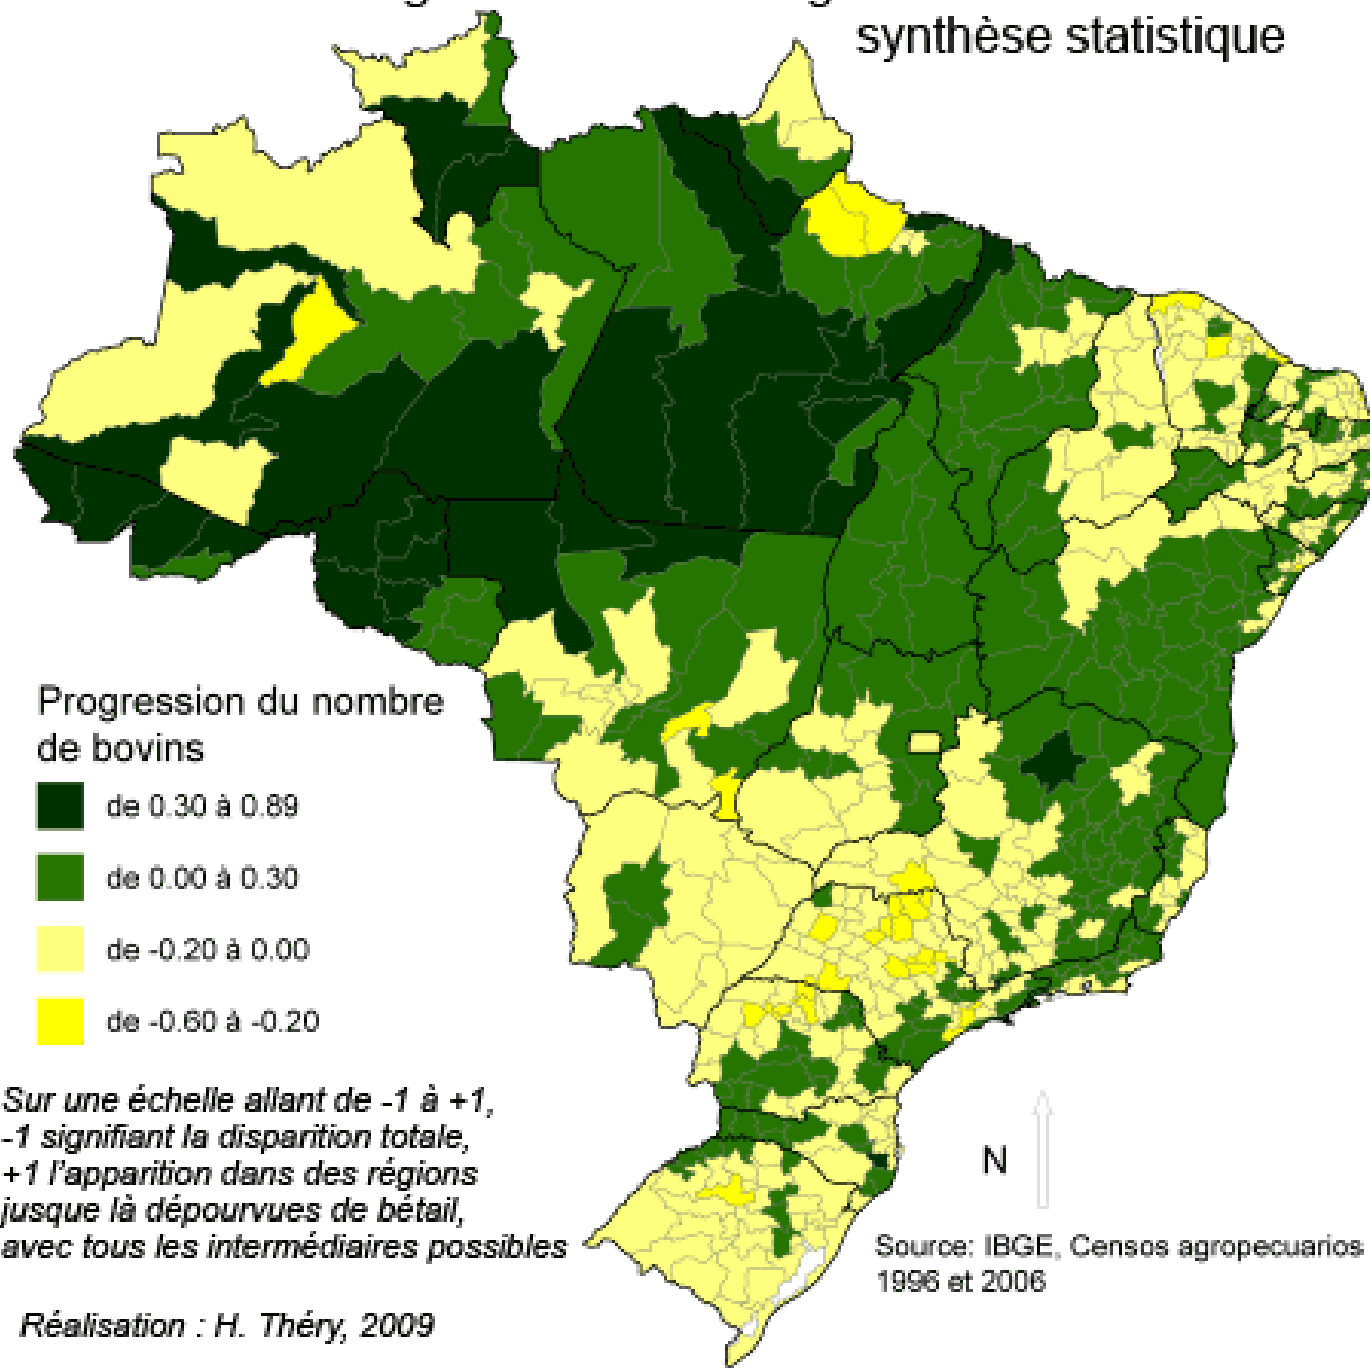 synthèse statistique
Progression du nombre
de bovins
de 0.30 à 0.89
de 0.00 à 0.30
de -0.20 à 0.00
de -0.60 à -0.20
Sur une échelle allant de -1 à +1,
-1 signifiant la disparition totale,
+1 l'apparition dans des régions
jusque là dépourvues de bétail,
avec tous les intermédiaires possibles
N
Source: IBGE, Censos agropecuarios
1996 et 2006
Réalisation : H. Théry, 2009